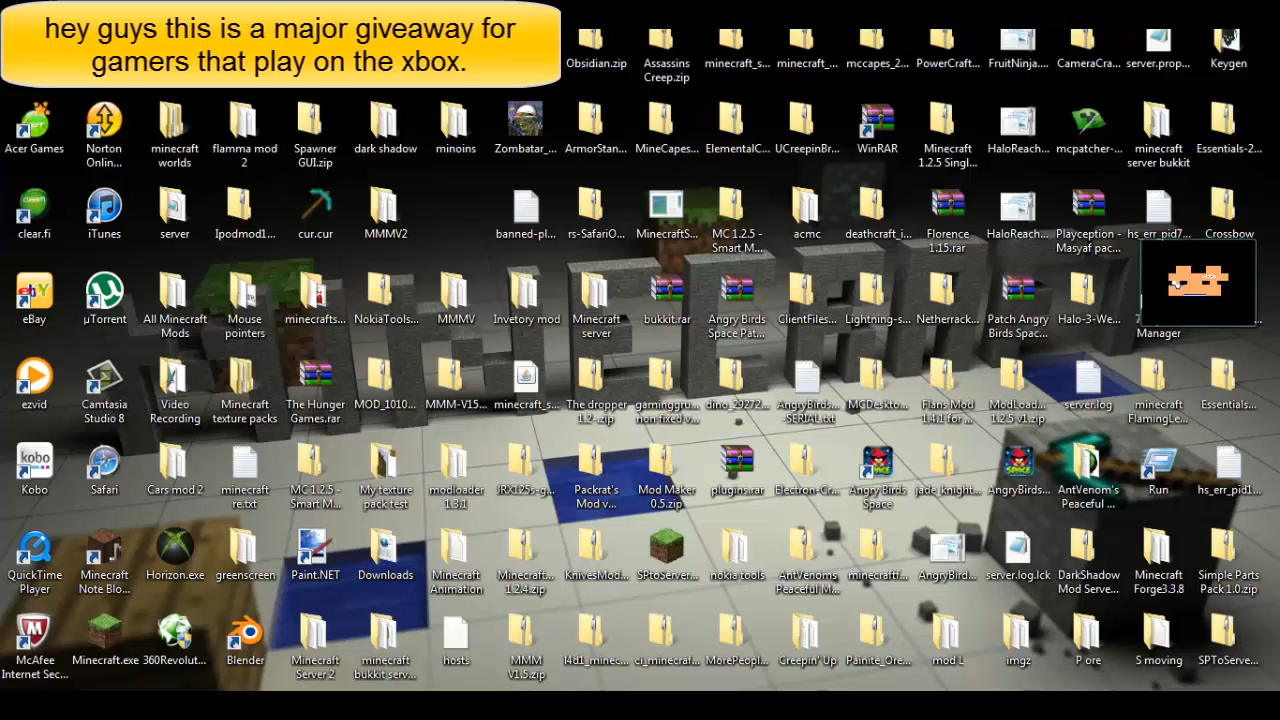 hey guys this is a major giveaway for
gamers that play on the xbox.
Obsidian.zip
Assassins
Creep.zip
minecraft_s...
minecraft_...
mccapes_2...
PowerCraft...
FruitNinja....
CameraCra...
server.prop...
Keygen
Acer Games
Norton
Onlin...
minecraft
worlds
flamma mod
2
Spawner
GUI.zip
dark shadow
minoins
Zombatar_...
ArmorStan...
MineCapes...
ElementalC...
UCreepinBr...
WinRAR
Minecraft
1.2.5 Singl...
HaloReach...
mcpatcher-...
minecraft
server bukkit
Essentials-2...
clear.fi
iTunes
server
Ipodmod1...
cur.cur
MMMV2
banned-pl...
rs-SafariO...
MinecraftS...
MC 1.2.5 -
Smart M...
acmc
deathcraft_i...
Florence_
1.15.rar
HaloReach...
Playception -
Masyaf pac...
hs_err_pid7...
Crossbow
eBay
µTorrent
All Minecraft
Mods
Mouse
pointers
minecrafts...
NokiaTools...
MMMV
Invetory mod
Minecraft
server
bukkit.rar
Angry Birds
Space Pat...
ClientFiles...
Lightning-s...
Netherrack...
Patch Angry
Birds Spac...
Halo-3-We...
Manager
ezvid
Camtasia
Studio 8
Video
Recording
Minecraft
texture packs
The Hunger
Games.rar
MOD_1010...
MMM-V15...
minecraft_s...
The dropper
1.2-.zip
gaminggru...
non fixed v...
dino_29272...
AngryBirds...
-SERIAL.txt
MCDeskto...
Flans Mod
1.4.1 for ...
ModLoad...
1.2.5 v1.zip
server.log
minecraft
FlamingLe...
Essentials...
Kobo
Safari
Cars mod 2
minecraft
re.txt
MC 1.2.5 -
Smart M...
My texture
pack test
modloader
1.3.1
JRX125s-g...
Packrat's
Mod v...
Mod Maker
0.5.zip
plugins.rar
Electron-Cr...
Angry Birds
Space
jade_knight...
AngryBirds...
AntVenom's
Peaceful ...
Run
hs_err_pid1...
QuickTime
Player
Minecraft
Note Blo...
Horizon.exe
greenscreen
Paint.NET
Downloads
Minecraft
Animation
Minecraft...
1.2.4.zip
KnivesMod...
SPtoServer...
nokia tools
AntVenoms
Peaceful M...
minecraftf...
AngryBird...
server.log.lck
DarkShadow
Mod Serve...
Minecraft
Forge3.3.8
Simple Parts
Pack 1.0.zip
McAfee
Internet Sec...
Minecraft.exe
360Revolut...
Blender
Minecraft
Server 2
minecraft
bukkit serv...
hosts
MMM
V1.5.zip
l4d1_minec...
ci_minecraf...
MorePeopl...
Creepin' Up
Painite_Ore...
mod L
imgz
P ore
S moving
SPToServe...